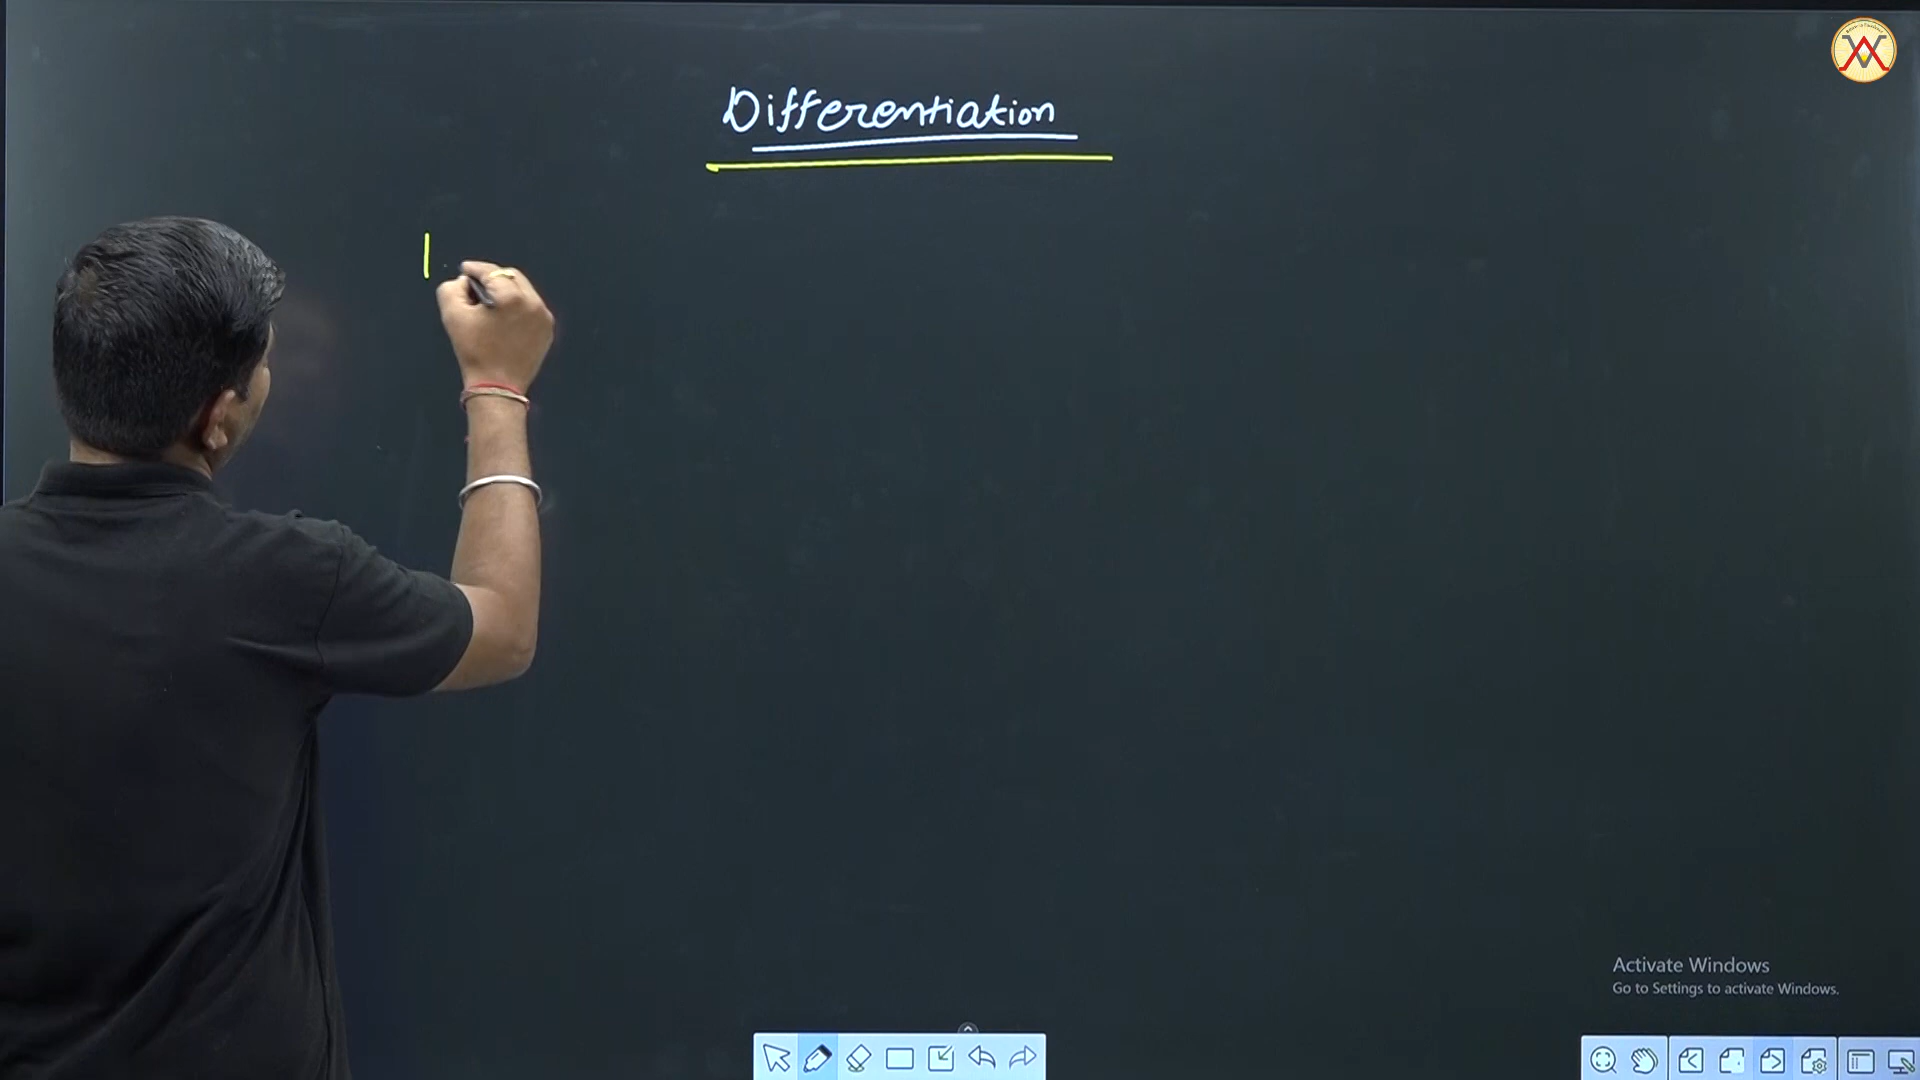 Differentiation
Activate Windows
Go to Settings to activate Windows.